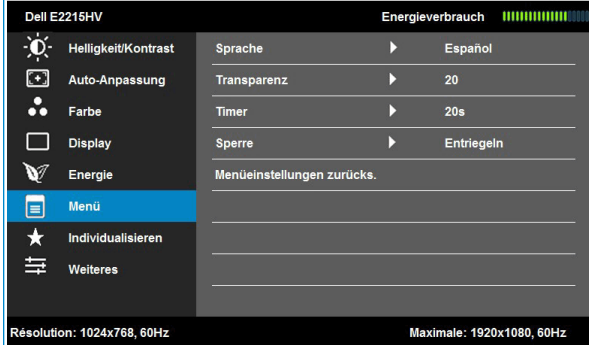 Dell E2215HV Energieverbrauch
Helligkeit/Kontrast Sprache Español
Auto-Anpassung Transparenz 20
Farbe Timer 20s
Display Sperre Entriegeln
Energie Menüeinstellungen zurücks.
Menü
Individualisieren
Weiteres
Résolution: 1024x768, 60Hz Maximale: 1920x1080, 60Hz